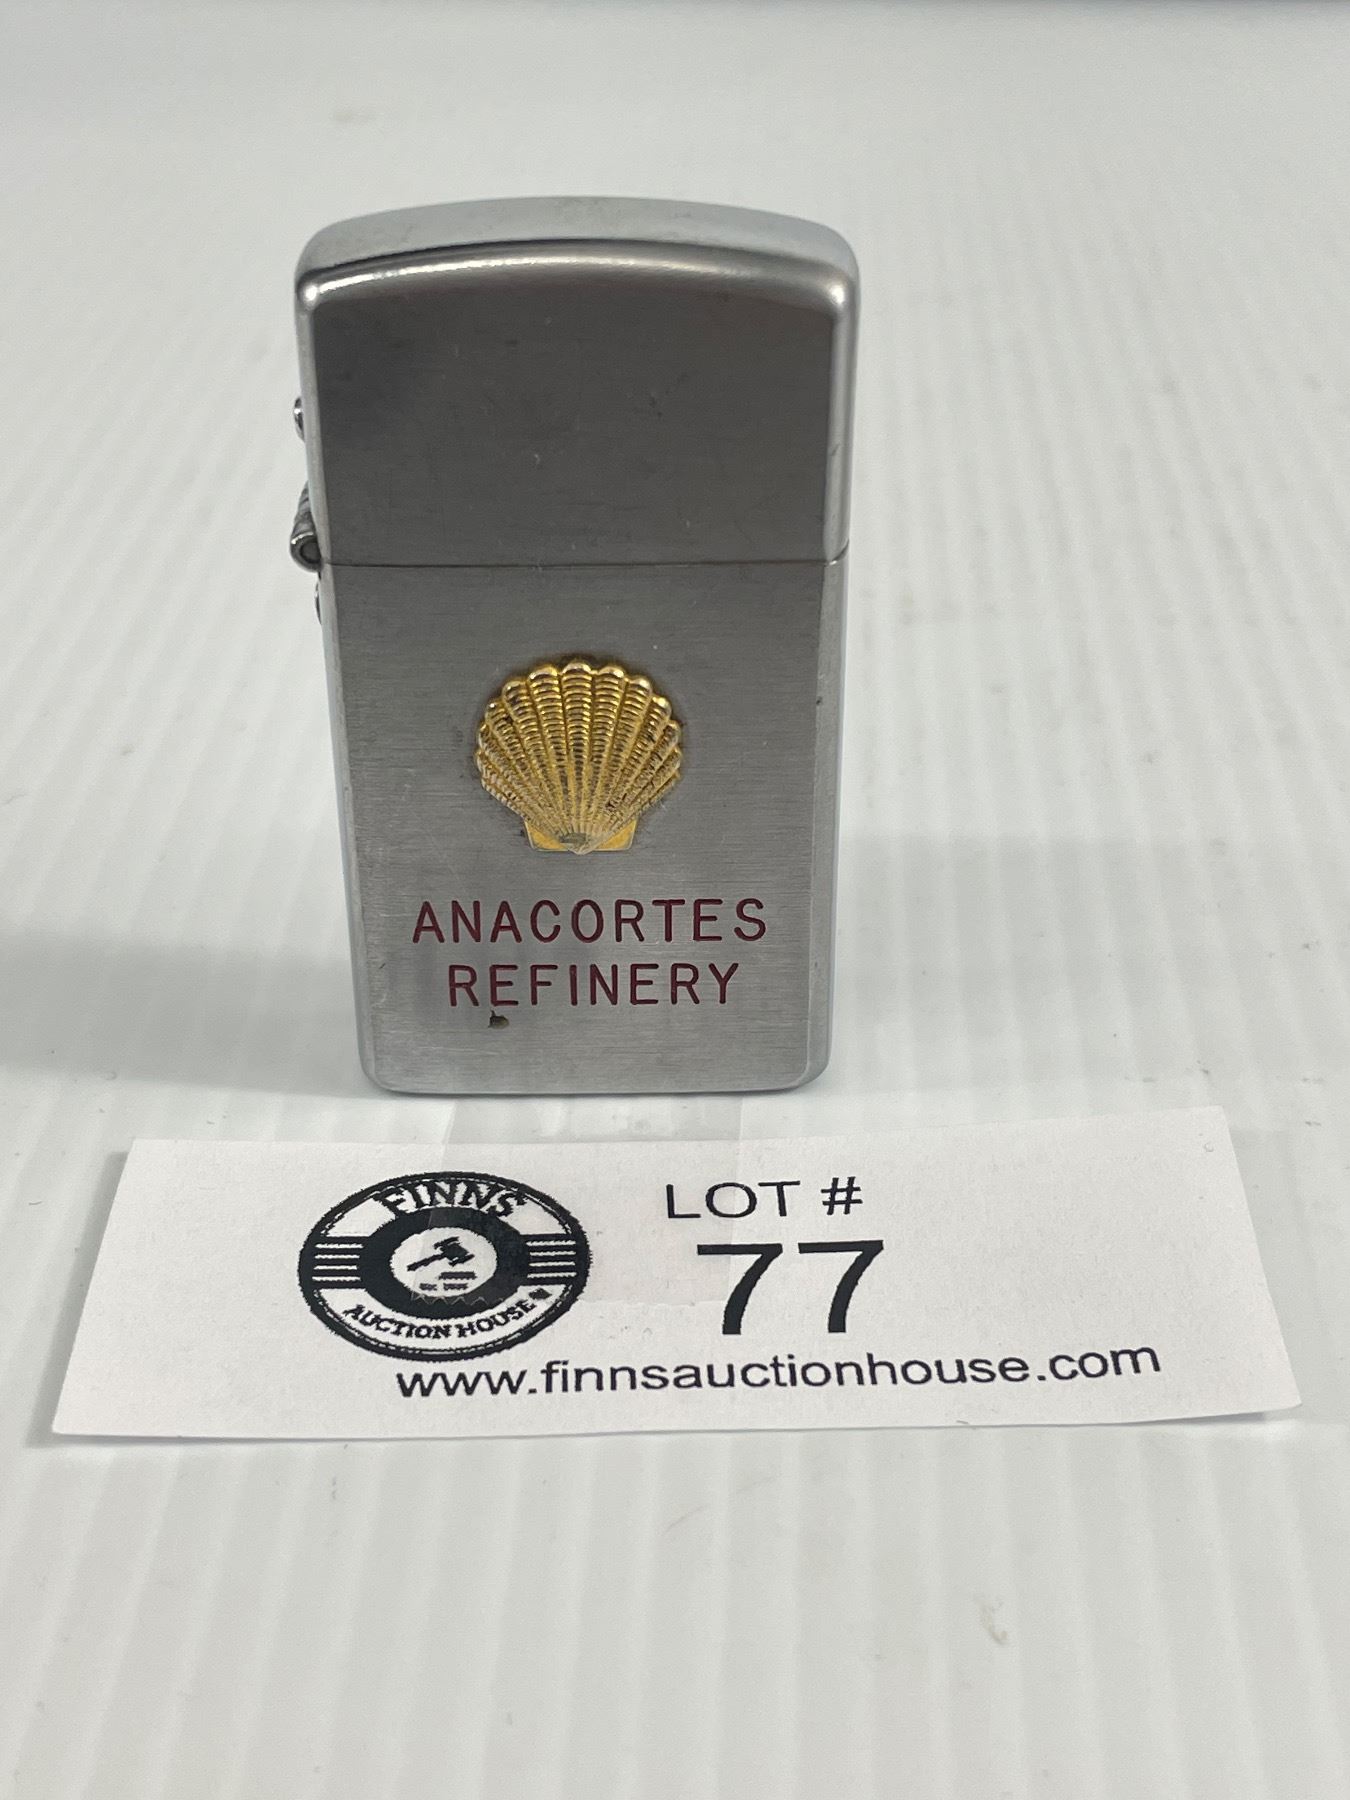 ANACORTES
REFINERY
FINNS
AUCTION HOUSE
LOT #
77
www.finnsauctionhouse.com